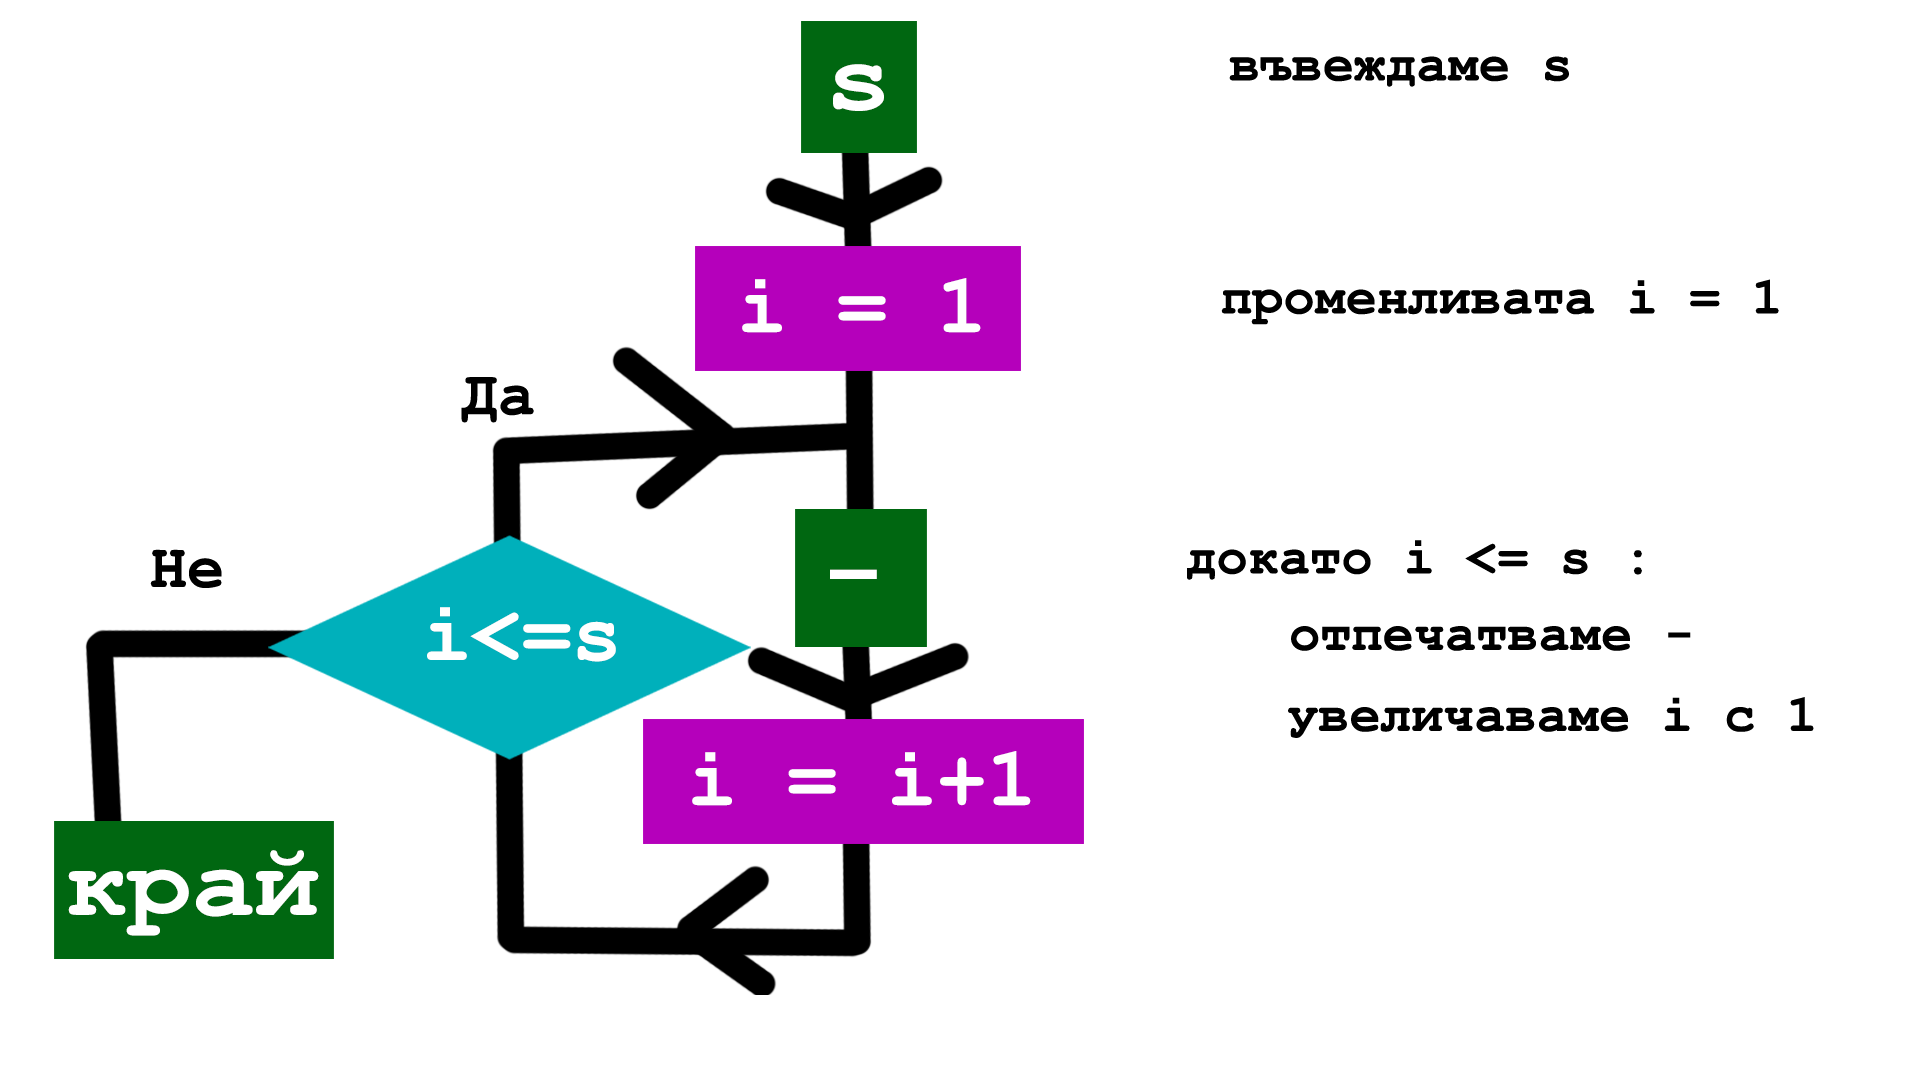 s
въвеждаме s
i = 1
променливата i = 1
Да
Не
i<=s
–
докато i <= s :
отпечатваме -
увеличаваме i с 1
i = i+1
край